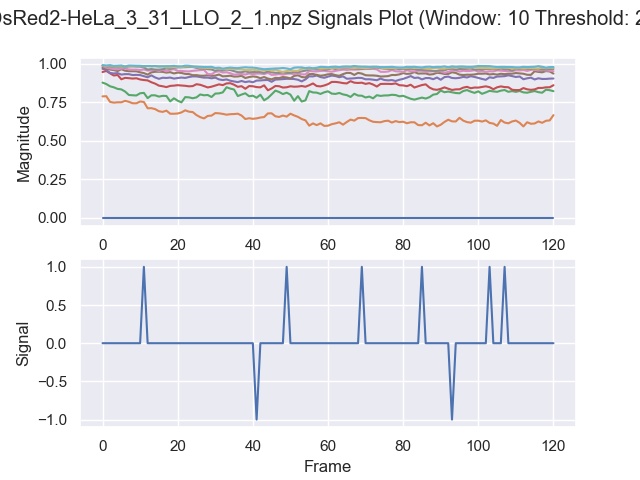 sRed2-HeLa_3_31_LLO_2_1.npz Signals Plot (Window: 10 Threshold:
1.00
0.75
0.50
0.25
0.00
Magnitude
0 20 40 60 80 100 120
1.0
0.5
0.0
−0.5
−1.0
Signal
0 20 40 60 80 100 120
Frame